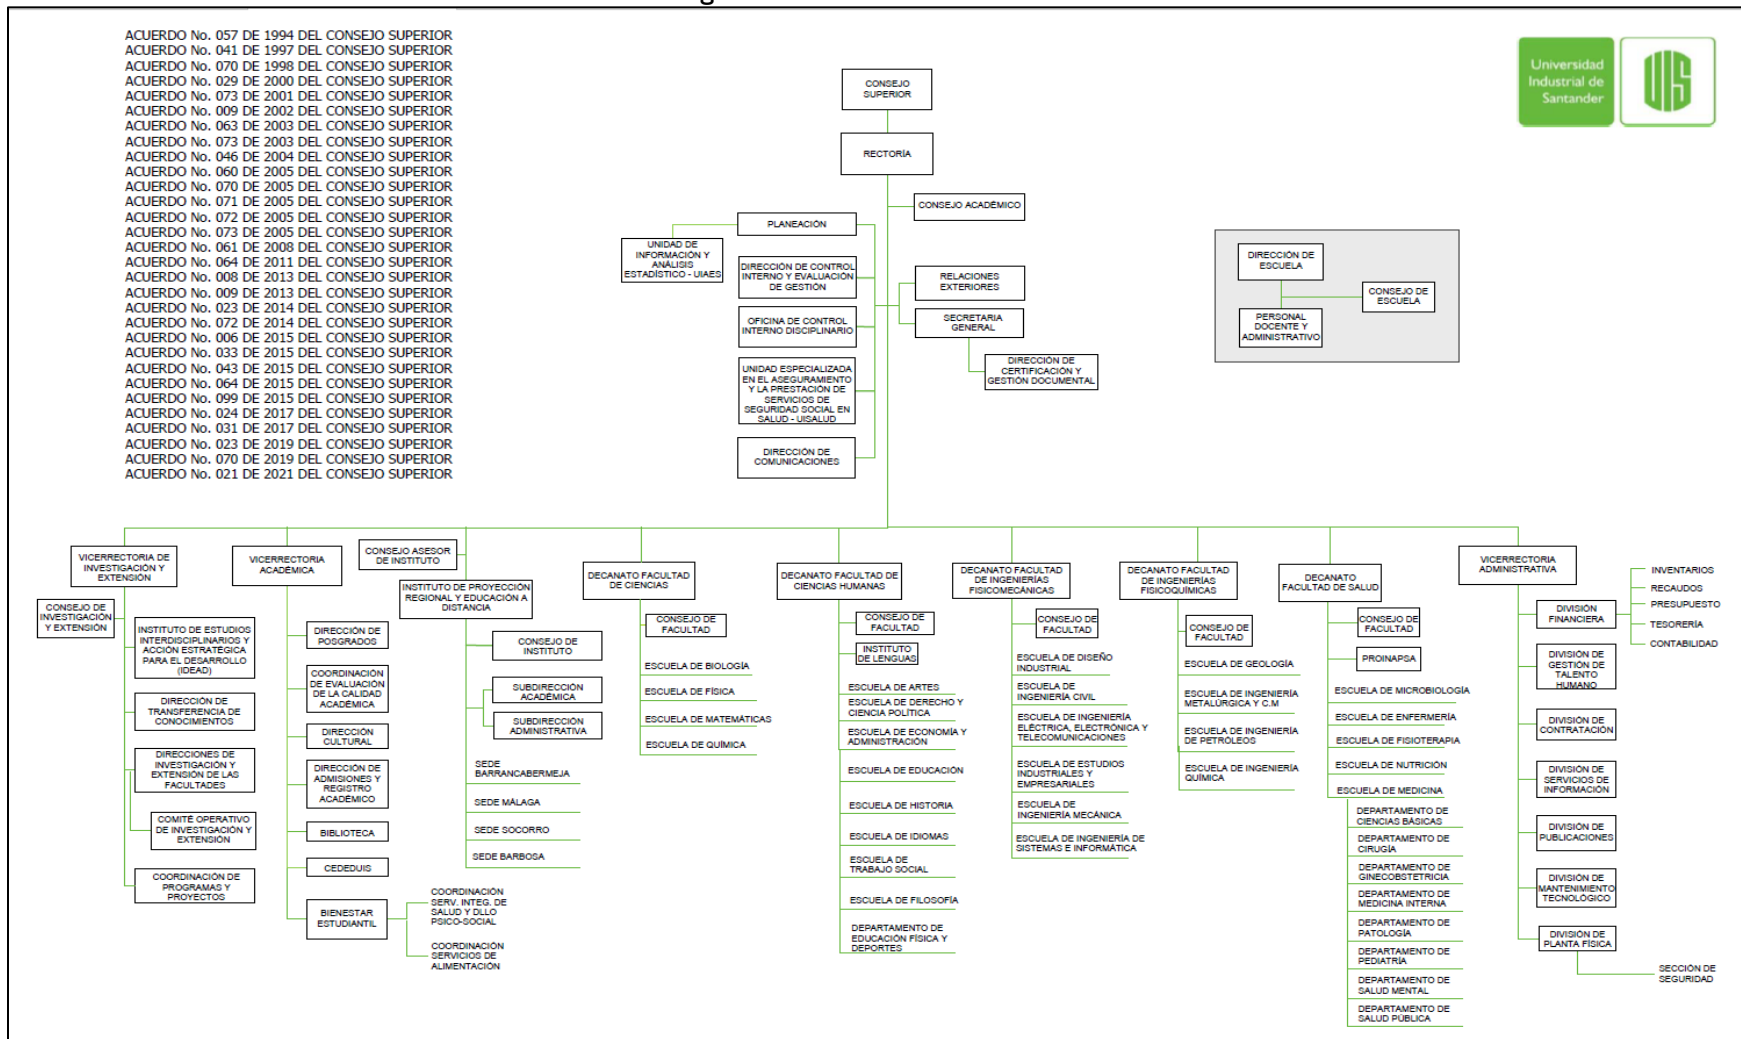 ACUERDO No. 057 DE 1994 DEL CONSEJO SUPERIOR
ACUERDO No. 041 DE 1997 DEL CONSEJO SUPERIOR
ACUERDO No. 070 DE 1998 DEL CONSEJO SUPERIOR
ACUERDO No. 029 DE 2000 DEL CONSEJO SUPERIOR
ACUERDO No. 073 DE 2001 DEL CONSEJO SUPERIOR
ACUERDO No. 009 DE 2002 DEL CONSEJO SUPERIOR
ACUERDO No. 063 DE 2003 DEL CONSEJO SUPERIOR
ACUERDO No. 073 DE 2003 DEL CONSEJO SUPERIOR
ACUERDO No. 046 DE 2004 DEL CONSEJO SUPERIOR
ACUERDO No. 060 DE 2005 DEL CONSEJO SUPERIOR
ACUERDO No. 070 DE 2005 DEL CONSEJO SUPERIOR
ACUERDO No. 071 DE 2005 DEL CONSEJO SUPERIOR
ACUERDO No. 072 DE 2005 DEL CONSEJO SUPERIOR
ACUERDO No. 073 DE 2005 DEL CONSEJO SUPERIOR
ACUERDO No. 061 DE 2008 DEL CONSEJO SUPERIOR
ACUERDO No. 064 DE 2011 DEL CONSEJO SUPERIOR
ACUERDO No. 008 DE 2013 DEL CONSEJO SUPERIOR
ACUERDO No. 009 DE 2013 DEL CONSEJO SUPERIOR
ACUERDO No. 023 DE 2014 DEL CONSEJO SUPERIOR
ACUERDO No. 072 DE 2014 DEL CONSEJO SUPERIOR
ACUERDO No. 006 DE 2015 DEL CONSEJO SUPERIOR
ACUERDO No. 033 DE 2015 DEL CONSEJO SUPERIOR
ACUERDO No. 043 DE 2015 DEL CONSEJO SUPERIOR
ACUERDO No. 064 DE 2015 DEL CONSEJO SUPERIOR
ACUERDO No. 099 DE 2015 DEL CONSEJO SUPERIOR
ACUERDO No. 024 DE 2017 DEL CONSEJO SUPERIOR
ACUERDO No. 031 DE 2017 DEL CONSEJO SUPERIOR
ACUERDO No. 023 DE 2019 DEL CONSEJO SUPERIOR
ACUERDO No. 070 DE 2019 DEL CONSEJO SUPERIOR
ACUERDO No. 021 DE 2021 DEL CONSEJO SUPERIOR
Universidad
Industrial de
Santander
CONSEJO
SUPERIOR
RECTORÍA
CONSEJO ACADÉMICO
PLANEACIÓN
UNIDAD DE
INFORMACIÓN Y
ANÁLISIS
ESTADÍSTICO - UIAES
DIRECCIÓN DE CONTROL
INTERNO Y EVALUACIÓN
DE GESTIÓN
OFICINA DE CONTROL
INTERNO DISCIPLINARIO
UNIDAD ESPECIALIZADA
EN EL ASEGURAMIENTO
Y LA PRESTACIÓN DE
SERVICIOS DE
SEGURIDAD SOCIAL EN
SALUD - UISALUD
DIRECCIÓN DE
COMUNICACIONES
RELACIONES
EXTERIORES
SECRETARIA
GENERAL
DIRECCIÓN DE
CERTIFICACIÓN Y
GESTIÓN DOCUMENTAL
DIRECCIÓN DE
ESCUELA
CONSEJO DE
ESCUELA
PERSONAL
DOCENTE Y
ADMINISTRATIVO
VICERRECTORIA DE
INVESTIGACIÓN Y
EXTENSIÓN
CONSEJO DE
INVESTIGACIÓN
Y EXTENSIÓN
INSTITUTO DE ESTUDIOS
INTERDISCIPLINARIOS Y
ACCIÓN ESTRATÉGICA
PARA EL DESARROLLO
(IDEAD)
DIRECCIÓN DE
TRANSFERENCIA DE
CONOCIMIENTOS
DIRECCIONES DE
INVESTIGACIÓN Y
EXTENSIÓN DE LAS
FACULTADES
COMITÉ OPERATIVO
DE INVESTIGACIÓN Y
EXTENSIÓN
COORDINACIÓN DE
PROGRAMAS Y
PROYECTOS
VICERRECTORIA
ACADÉMICA
DIRECCIÓN DE
POSGRADOS
COORDINACIÓN
DE EVALUACIÓN
DE LA CALIDAD
ACADÉMICA
DIRECCIÓN
CULTURAL
DIRECCIÓN DE
ADMISIONES Y
REGISTRO
ACADÉMICO
BIBLIOTECA
CEDEDUIS
BIENESTAR
ESTUDIANTIL
COORDINACIÓN
SERV. INTEG. DE
SALUD Y DLLO
PSICO-SOCIAL
COORDINACIÓN
SERVICIOS DE
ALIMENTACIÓN
CONSEJO ASESOR
DE INSTITUTO
INSTITUTO DE PROYECCIÓN
REGIONAL Y EDUCACIÓN A
DISTANCIA
CONSEJO DE
INSTITUTO
SUBDIRECCIÓN
ACADÉMICA
SUBDIRECCIÓN
ADMINISTRATIVA
SEDE
BARRANCABERMEJA
SEDE MÁLAGA
SEDE SOCORRO
SEDE BARBOSA
DECANATO FACULTAD
DE CIENCIAS
CONSEJO DE
FACULTAD
ESCUELA DE BIOLOGÍA
ESCUELA DE FÍSICA
ESCUELA DE MATEMÁTICAS
ESCUELA DE QUÍMICA
DECANATO FACULTAD DE
CIENCIAS HUMANAS
CONSEJO DE
FACULTAD
INSTITUTO
DE LENGUAS
ESCUELA DE ARTES
ESCUELA DE DERECHO Y
CIENCIA POLÍTICA
ESCUELA DE ECONOMÍA Y
ADMINISTRACIÓN
ESCUELA DE EDUCACIÓN
ESCUELA DE HISTORIA
ESCUELA DE IDIOMAS
ESCUELA DE
TRABAJO SOCIAL
ESCUELA DE FILOSOFÍA
DEPARTAMENTO DE
EDUCACIÓN FÍSICA Y
DEPORTES
DECANATO FACULTAD
DE INGENIERÍAS
FISICOMECÁNICAS
CONSEJO DE
FACULTAD
ESCUELA DE DISEÑO
INDUSTRIAL
ESCUELA DE
INGENIERÍA CIVIL
ESCUELA DE INGENIERÍA
ELÉCTRICA, ELECTRÓNICA Y
TELECOMUNICACIONES
ESCUELA DE ESTUDIOS
INDUSTRIALES Y
EMPRESARIALES
ESCUELA DE
INGENIERÍA MECÁNICA
ESCUELA DE INGENIERÍA DE
SISTEMAS E INFORMÁTICA
DECANATO FACULTAD
DE INGENIERÍAS
FISICOQUÍMICAS
CONSEJO DE
FACULTAD
ESCUELA DE GEOLOGÍA
ESCUELA DE INGENIERÍA
METALÚRGICA Y C.M
ESCUELA DE INGENIERÍA
DE PETRÓLEOS
ESCUELA DE INGENIERÍA
QUÍMICA
DECANATO
FACULTAD DE SALUD
CONSEJO DE
FACULTAD
PROINAPSA
ESCUELA DE MICROBIOLOGÍA
ESCUELA DE ENFERMERÍA
ESCUELA DE FISIOTERAPIA
ESCUELA DE NUTRICIÓN
ESCUELA DE MEDICINA
DEPARTAMENTO DE
CIENCIAS BÁSICAS
DEPARTAMENTO DE
CIRUGÍA
DEPARTAMENTO DE
GINECOBSTETRICIA
DEPARTAMENTO DE
MEDICINA INTERNA
DEPARTAMENTO DE
PATOLOGÍA
DEPARTAMENTO DE
PEDIATRÍA
DEPARTAMENTO DE
SALUD MENTAL
DEPARTAMENTO DE
SALUD PÚBLICA
VICERRECTORIA
ADMINISTRATIVA
DIVISIÓN
FINANCIERA
INVENTARIOS
RECAUDOS
PRESUPUESTO
TESORERÍA
CONTABILIDAD
DIVISIÓN DE
GESTIÓN DE
TALENTO
HUMANO
DIVISIÓN DE
CONTRATACIÓN
DIVISIÓN DE
SERVICIOS DE
INFORMACIÓN
DIVISIÓN DE
PUBLICACIONES
DIVISIÓN DE
MANTENIMIENTO
TECNOLÓGICO
DIVISIÓN DE
PLANTA FÍSICA
SECCIÓN DE
SEGURIDAD